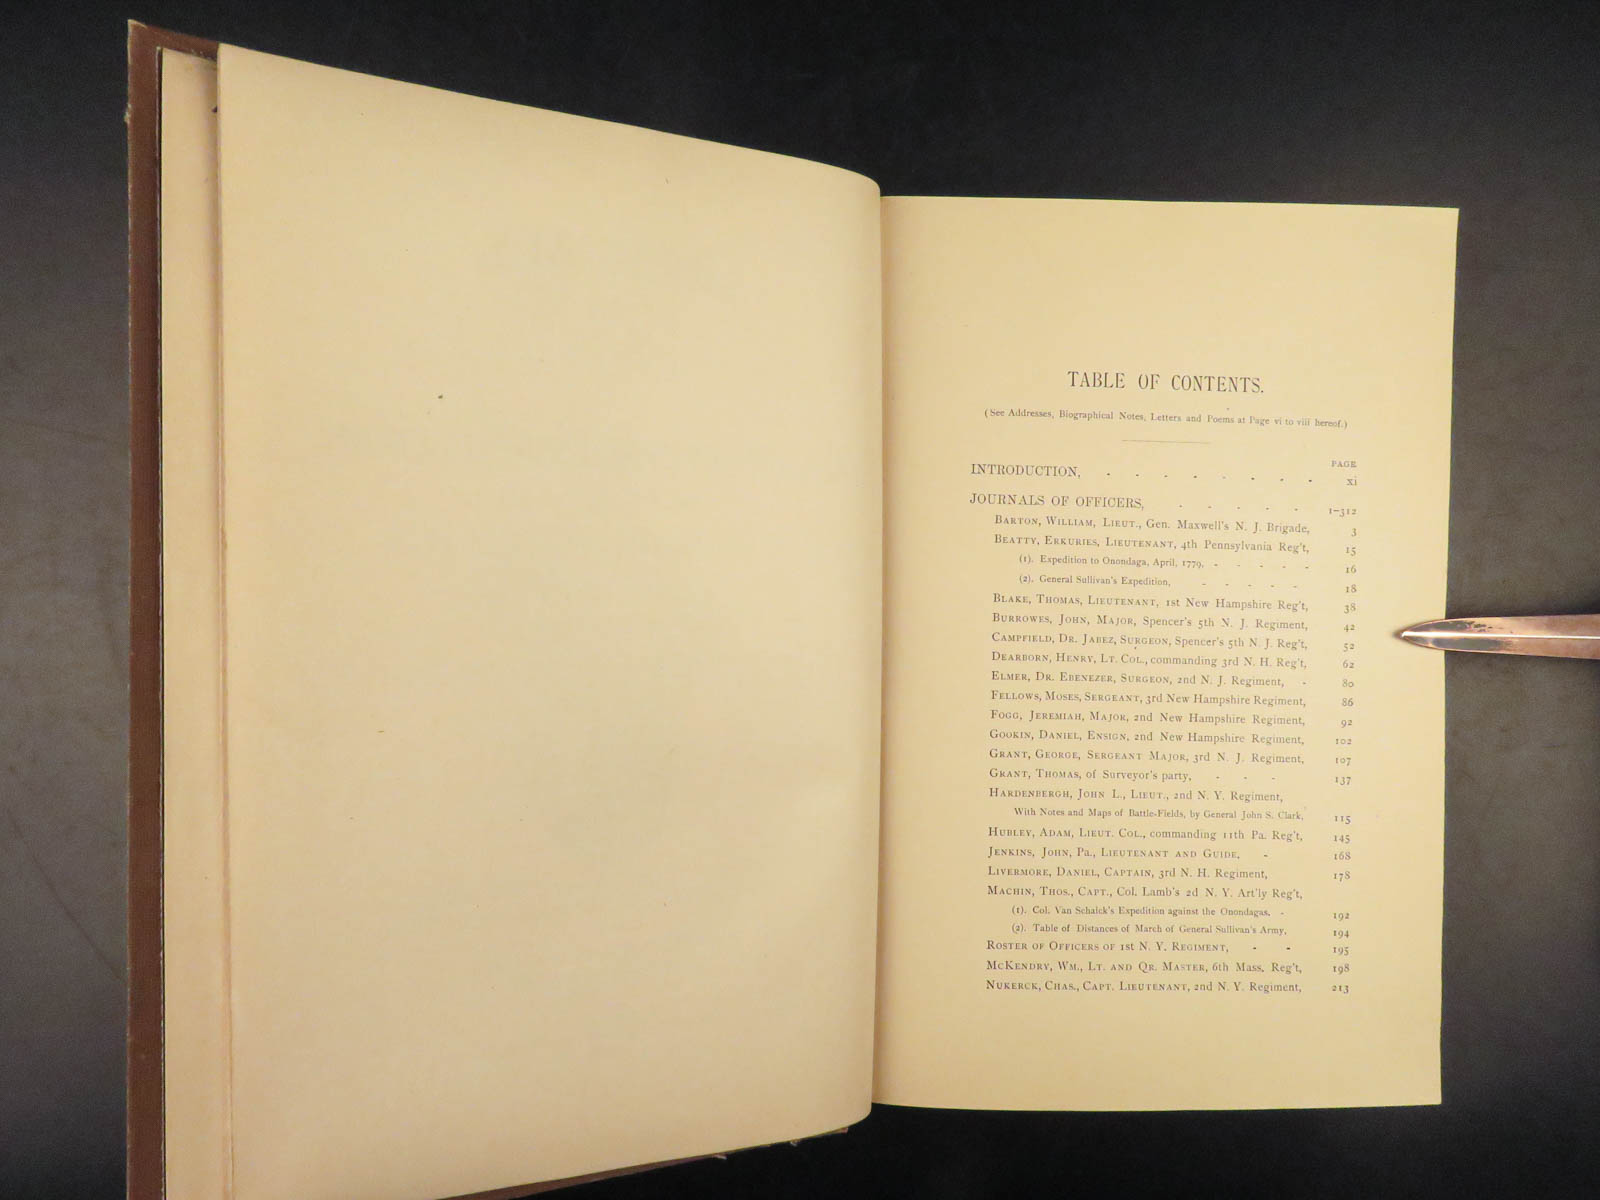 TABLE OF CONTENTS.
(See Addresses, Biographical Notes, Letters and Poems at Page vi to viii hereof.)
PAGE
INTRODUCTION, - - - - - - - - xi
JOURNALS OF OFFICERS, - - - - - 1-312
BARTON, WILLIAM, LIEUT., Gen. Maxwell's N. J. Brigade, 3
BEATTY, ERKURIES, LIEUTENANT, 4th Pennsylvania Reg't, 15
(1). Expedition to Onondaga, April, 1779, - - - - - 16
(2). General Sullivan's Expedition, - - - - - 18
BLAKE, THOMAS, LIEUTENANT, 1st New Hampshire Reg't, 38
BURROWES, JOHN, MAJOR, Spencer's 5th N. J. Regiment, 42
CAMPFIELD, DR. JABEZ, SURGEON, Spencer's 5th N. J. Reg't, 52
DEARBORN, HENRY, LT. COL., commanding 3rd N. H. Reg't, 62
ELMER, DR. EBENEZER, SURGEON, 2nd N. J. Regiment, - 80
FELLOWS, MOSES, SERGEANT, 3rd New Hampshire Regiment, 86
FOGG, JEREMIAH, MAJOR, 2nd New Hampshire Regiment, 92
GOOKIN, DANIEL, ENSIGN, 2nd New Hampshire Regiment, 102
GRANT, GEORGE, SERGEANT MAJOR, 3rd N. J. Regiment, 107
GRANT, THOMAS, of Surveyor's party, - - - 137
HARDENBERGH, JOHN L., LIEUT., 2nd N. Y. Regiment,
With Notes and Maps of Battle-Fields, by General John S. Clark, 115
HUBLEY, ADAM, LIEUT. COL., commanding 11th Pa. Reg't, 145
JENKINS, JOHN, Pa., LIEUTENANT AND GUIDE, - 168
LIVERMORE, DANIEL, CAPTAIN, 3rd N. H. Regiment, 178
MACHIN, THOS., CAPT., Col. Lamb's 2d N. Y. Art'ly Reg't,
(1). Col. Van Schaick's Expedition against the Onondagas, - 192
(2). Table of Distances of March of General Sullivan's Army, 194
ROSTER OF OFFICERS OF 1ST N. Y. REGIMENT, - - 195
McKENDRY, WM., LT. AND QR. MASTER, 6th Mass. Reg't, 198
NUKERCK, CHAS., CAPT. LIEUTENANT, 2nd N. Y. Regiment, 213